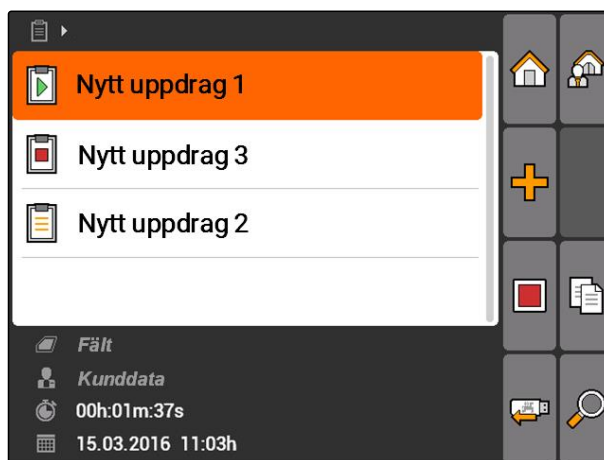 Nytt uppdrag 1
Nytt uppdrag 3
Nytt uppdrag 2
Fält
Kunddata
00h:01m:37s
15.03.2016 11:03h